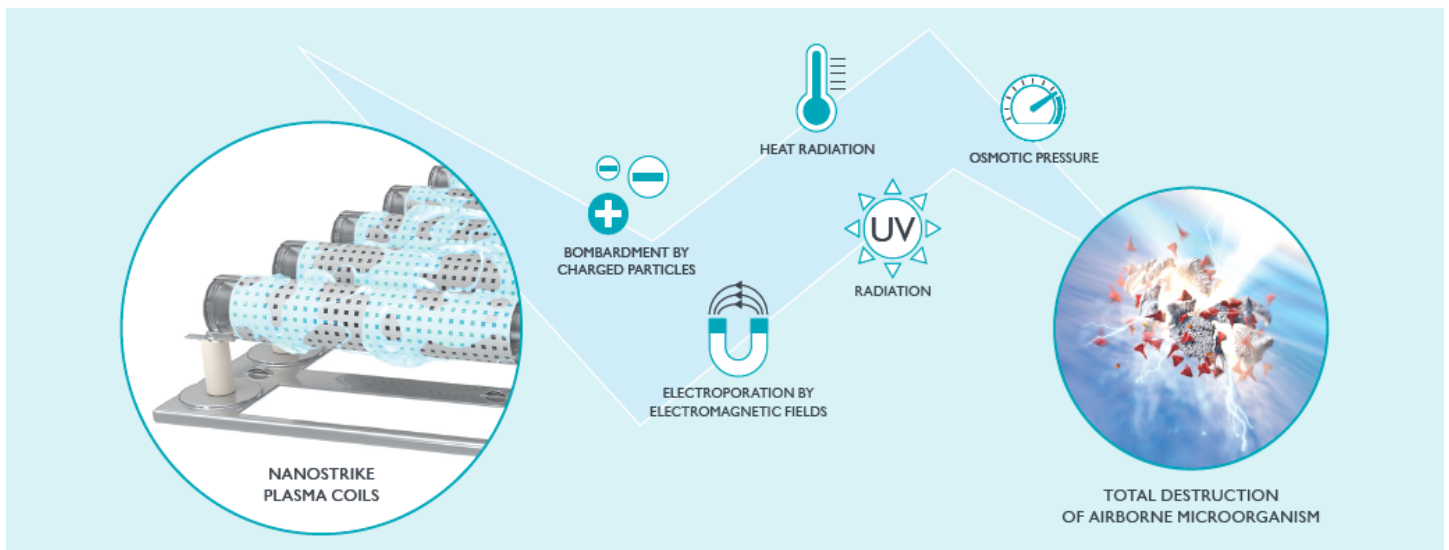 HEAT RADIATION
OSMOTIC PRESSURE
BOMBARDMENT BY
CHARGED PARTICLES
UV
RADIATION
ELECTROPORATION BY
ELECTROMAGNETIC FIELDS
NANOSTRIKE
PLASMA COILS
TOTAL DESTRUCTION
OF AIRBORNE MICROORGANISM